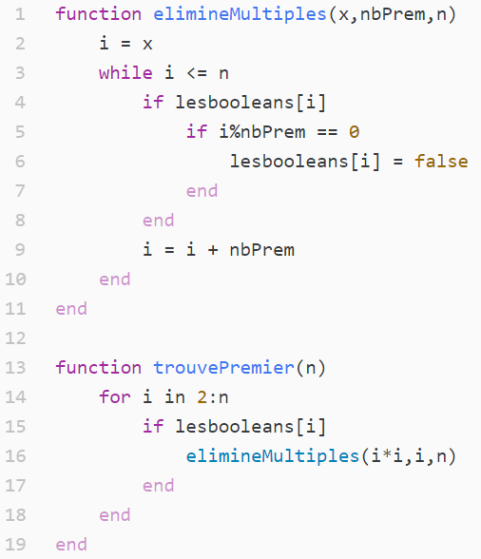 1 function elimineMultiples(x,nbPrem,n)
2     i = x
3     while i <= n
4         if lesbooleans[i]
5             if i%nbPrem == 0
6                 lesbooleans[i] = false
7             end
8         end
9         i = i + nbPrem
10     end
11 end
12
13 function trouvePremier(n)
14     for i in 2:n
15         if lesbooleans[i]
16             elimineMultiples(i*i,i,n)
17         end
18     end
19 end